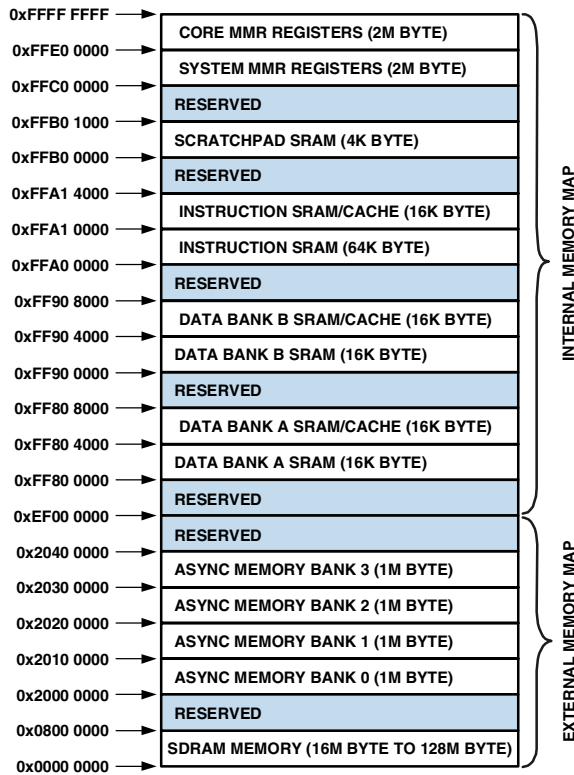 0xFFFF FFFF
CORE MMR REGISTERS (2M BYTE)
0xFFE0 0000
SYSTEM MMR REGISTERS (2M BYTE)
0xFFC0 0000
RESERVED
0xFFB0 1000
SCRATCHPAD SRAM (4K BYTE)
0xFFB0 0000
RESERVED
0xFFA1 4000
INSTRUCTION SRAM/CACHE (16K BYTE)
0xFFA1 0000
INSTRUCTION SRAM (64K BYTE)
0xFFA0 0000
RESERVED
0xFF90 8000
DATA BANK B SRAM/CACHE (16K BYTE)
0xFF90 4000
DATA BANK B SRAM (16K BYTE)
0xFF90 0000
RESERVED
0xFF80 8000
DATA BANK A SRAM/CACHE (16K BYTE)
0xFF80 4000
DATA BANK A SRAM (16K BYTE)
0xFF80 0000
RESERVED
0xEF00 0000
RESERVED
0x2040 0000
ASYNC MEMORY BANK 3 (1M BYTE)
0x2030 0000
ASYNC MEMORY BANK 2 (1M BYTE)
0x2020 0000
ASYNC MEMORY BANK 1 (1M BYTE)
0x2010 0000
ASYNC MEMORY BANK 0 (1M BYTE)
0x2000 0000
RESERVED
0x0800 0000
SDRAM MEMORY (16M BYTE TO 128M BYTE)
0x0000 0000
INTERNAL MEMORY MAP
EXTERNAL MEMORY MAP